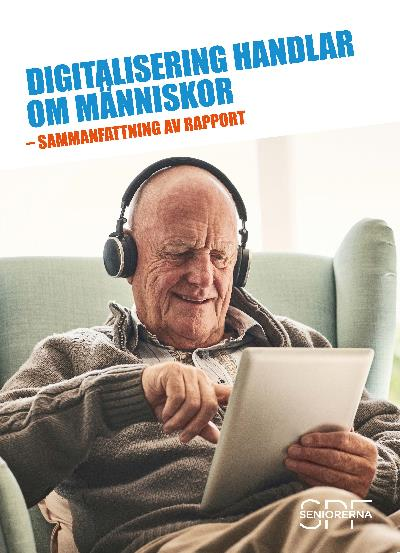 DIGITALISERING HANDLAR
OM MÄNNISKOR
– SAMMANFATTNING AV RAPPORT
SPF
SENIORERNA